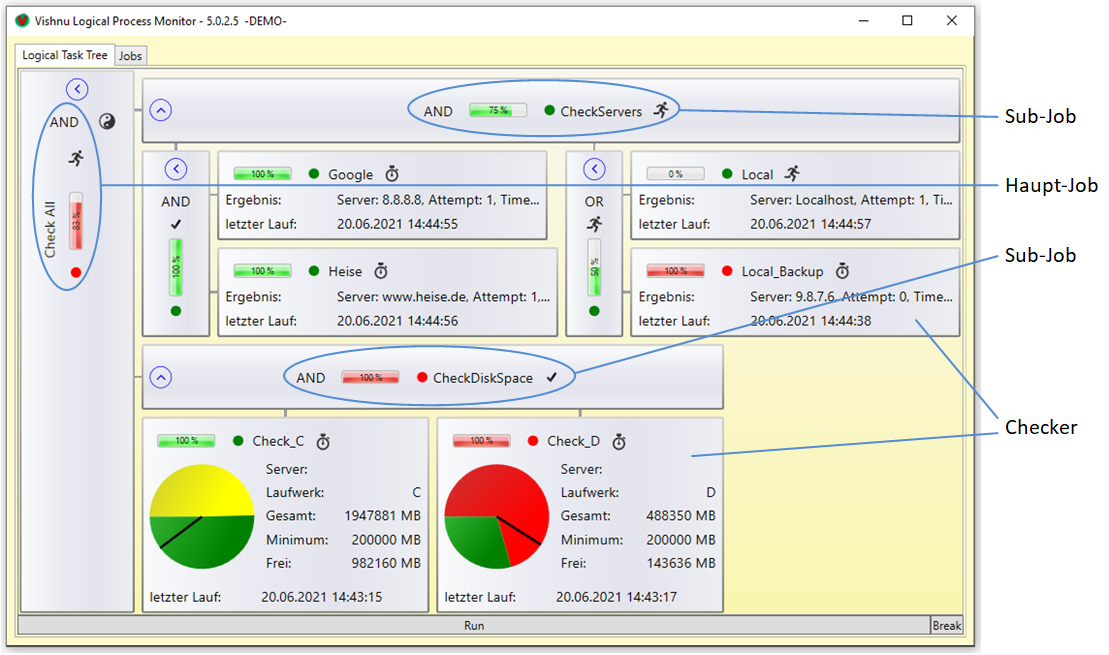 Vishnu Logical Process Monitor - 5.0.2.5 -DEMO-
Logical Task Tree
Jobs
AND
Check All
83 %
AND
75 %
CheckServers
AND
100 %
100 %
Google
Ergebnis:
Server: 8.8.8.8, Attempt: 1, Time...
letzter Lauf:
20.06.2021 14:44:55
100 %
Heise
Ergebnis:
Server: www.heise.de, Attempt: 1,...
letzter Lauf:
20.06.2021 14:44:56
OR
50 %
0 %
Local
Ergebnis:
Server: Localhost, Attempt: 1, Ti...
letzter Lauf:
20.06.2021 14:44:57
100 %
Local_Backup
Ergebnis:
Server: 9.8.7.6, Attempt: 0, Time...
letzter Lauf:
20.06.2021 14:44:38
AND
100 %
CheckDiskSpace
100 %
Check_C
Server:
Laufwerk: C
Gesamt: 1947881 MB
Minimum: 200000 MB
Frei: 982160 MB
letzter Lauf: 20.06.2021 14:43:15
100 %
Check_D
Server:
Laufwerk: D
Gesamt: 488350 MB
Minimum: 200000 MB
Frei: 143636 MB
letzter Lauf: 20.06.2021 14:43:17
Run
Break
Sub-Job
Haupt-Job
Sub-Job
Checker